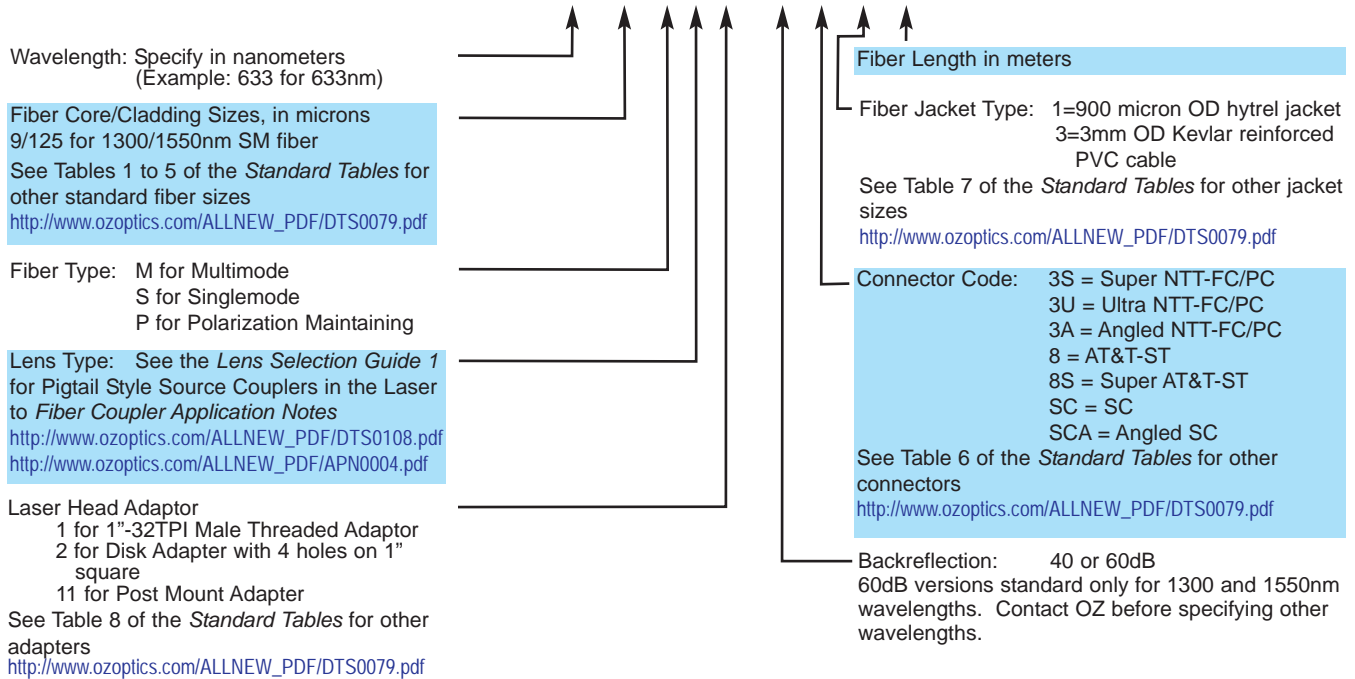 Wavelength: Specify in nanometers
(Example: 633 for 633nm)
Fiber Core/Cladding Sizes, in microns
9/125 for 1300/1550nm SM fiber
See Tables 1 to 5 of the Standard Tables for
other standard fiber sizes
http://www.ozoptics.com/ALLNEW_PDF/DTS0079.pdf
Fiber Type: M for Multimode
S for Singlemode
P for Polarization Maintaining
Lens Type: See the Lens Selection Guide 1
for Pigtail Style Source Couplers in the Laser
to Fiber Coupler Application Notes
http://www.ozoptics.com/ALLNEW_PDF/DTS0108.pdf
http://www.ozoptics.com/ALLNEW_PDF/APN0004.pdf
Laser Head Adaptor
1 for 1"-32TPI Male Threaded Adaptor
2 for Disk Adapter with 4 holes on 1"
square
11 for Post Mount Adapter
See Table 8 of the Standard Tables for other
adapters
http://www.ozoptics.com/ALLNEW_PDF/DTS0079.pdf
Fiber Length in meters
Fiber Jacket Type: 1=900 micron OD hytrel jacket
3=3mm OD Kevlar reinforced
PVC cable
See Table 7 of the Standard Tables for other jacket
sizes
http://www.ozoptics.com/ALLNEW_PDF/DTS0079.pdf
Connector Code: 3S = Super NTT-FC/PC
3U = Ultra NTT-FC/PC
3A = Angled NTT-FC/PC
8 = AT&T-ST
8S = Super AT&T-ST
SC = SC
SCA = Angled SC
See Table 6 of the Standard Tables for other
connectors
http://www.ozoptics.com/ALLNEW_PDF/DTS0079.pdf
Backreflection: 40 or 60dB
60dB versions standard only for 1300 and 1550nm
wavelengths. Contact OZ before specifying other
wavelengths.